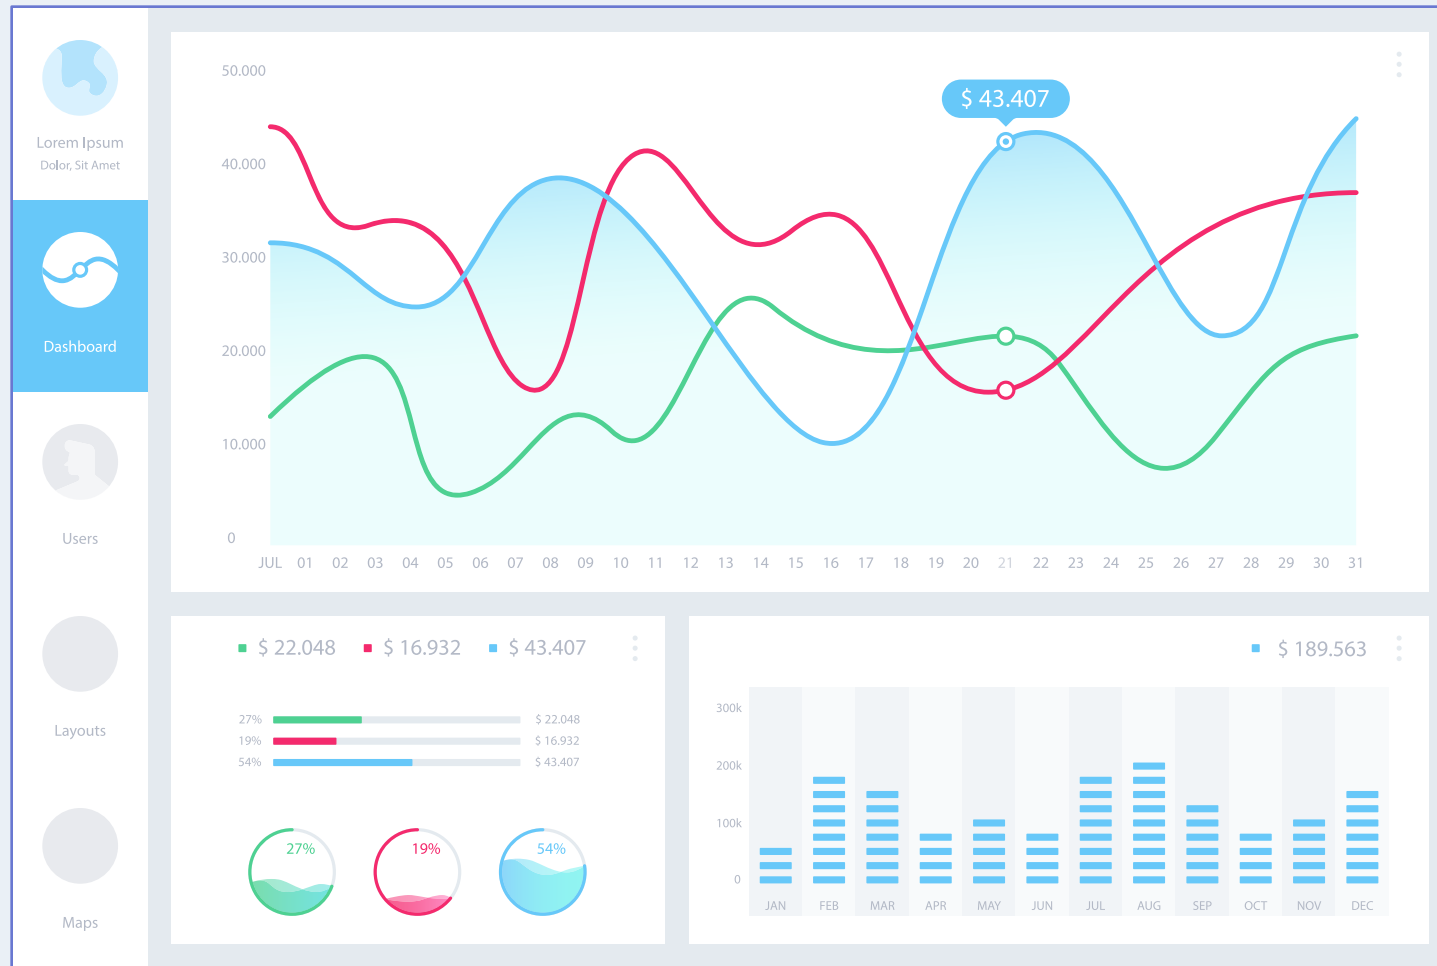 Lorem Ipsum
Dolor, Sit Amet
Dashboard
Users
Layouts
Maps
$ 43.407
50.000
40.000
30.000
20.000
10.000
0
JUL 01 02 03 04 05 06 07 08 09 10 11 12 13 14 15 16 17 18 19 20 21 22 23 24 25 26 27 28 29 30 31
$ 22.048 $ 16.932 $ 43.407
27% $ 22.048
19% $ 16.932
54% $ 43.407
27% 19% 54%
$ 189.563
300k
200k
100k
0
JAN FEB MAR APR MAY JUN JUL AUG SEP OCT NOV DEC